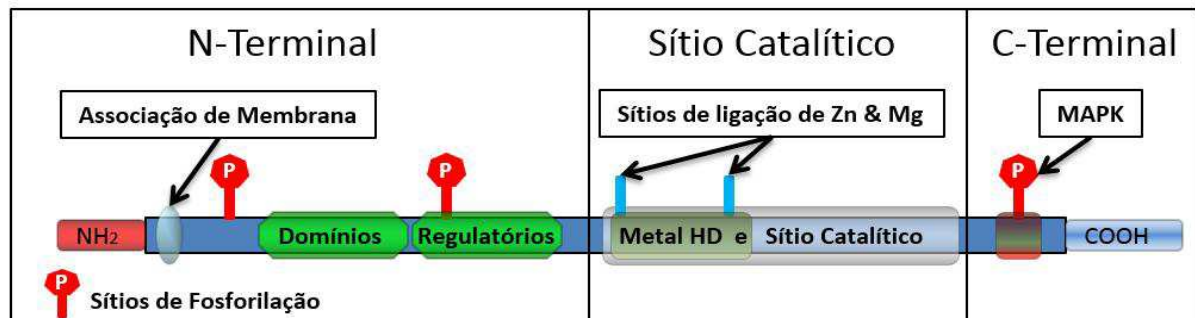 N-Terminal
Sítio Catalítico
C-Terminal
Associação de Membrana
Sítios de ligação de Zn & Mg
MAPK
P
P
P
NH₂
Domínios
Regulatórios
Metal HD e Sítio Catalítico
COOH
P
Sítios de Fosforilação